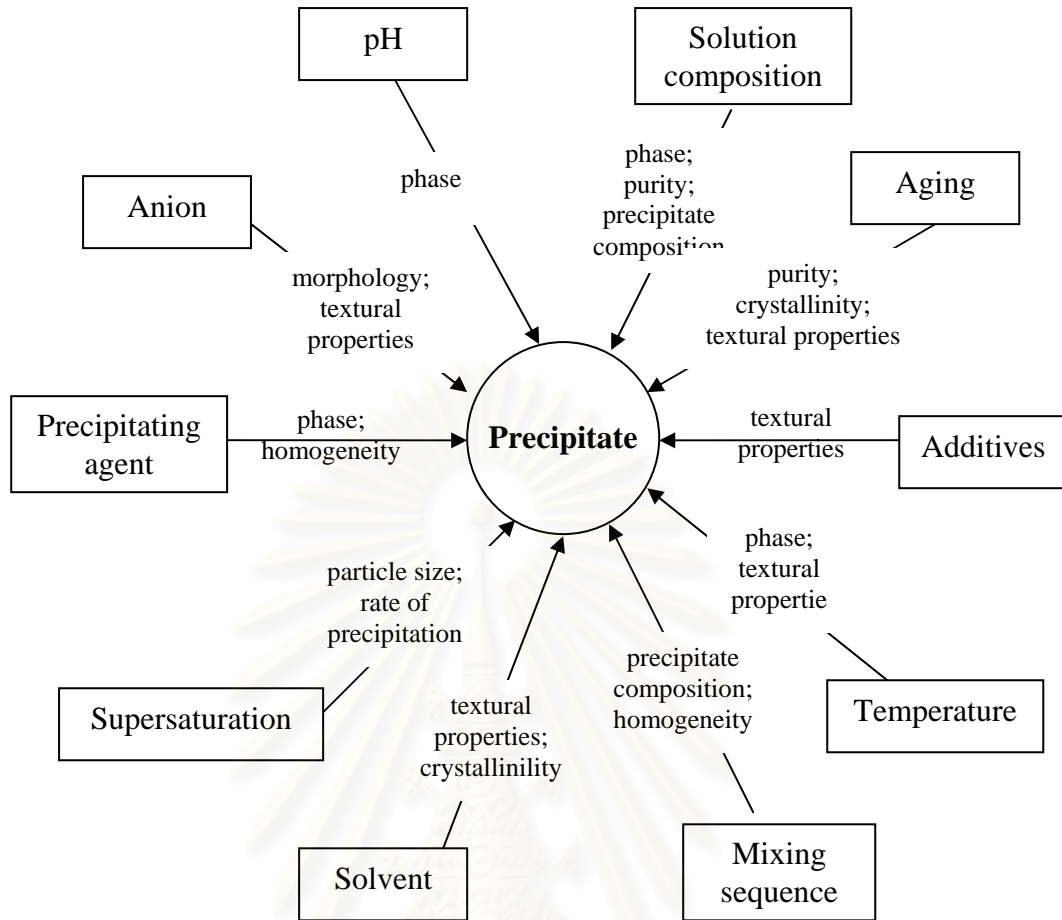 pH
Solution
composition
phase
phase;
purity;
precipitate
composition
Aging
Anion
morphology;
textural
properties
purity;
crystallinity;
textural properties
Precipitating
agent
phase;
homogeneity
Precipitate
textural
properties
Additives
particle size;
rate of
precipitation
phase;
textural
propertie
Supersaturation
textural
properties;
crystallinility
precipitate
composition;
homogeneity
Temperature
Solvent
Mixing
sequence